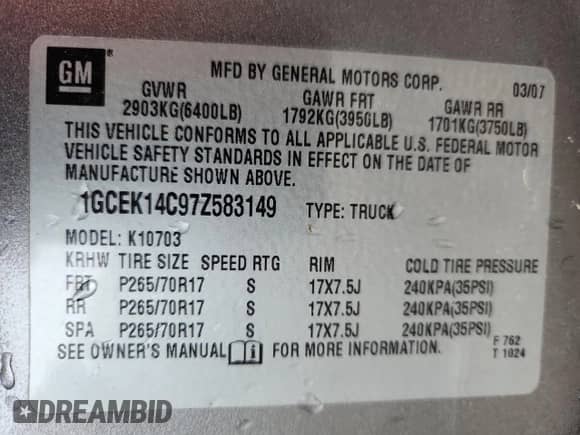 GM
®
MFD BY GENERAL MOTORS CORP. 03/07
GVWR GAWR FRT GAWR RR
2903KG(6400LB) 1792KG(3950LB) 1701KG(3750LB)
THIS VEHICLE CONFORMS TO ALL APPLICABLE U.S. FEDERAL MOTOR
VEHICLE SAFETY STANDARDS IN EFFECT ON THE DATE OF
MANUFACTURE SHOWN ABOVE.
1GCEK14C97Z583149 TYPE: TRUCK
MODEL: K10703
KRHW TIRE SIZE SPEED RTG RIM COLD TIRE PRESSURE
FRT P265/70R17 S 17X7.5J 240KPA(35PSI)
RR P265/70R17 S 17X7.5J 240KPA(35PSI)
SPA P265/70R17 S 17X7.5J 240KPA(35PSI)
SEE OWNER'S MANUAL i FOR MORE INFORMATION.
F 762
T 1024
DREAMBID